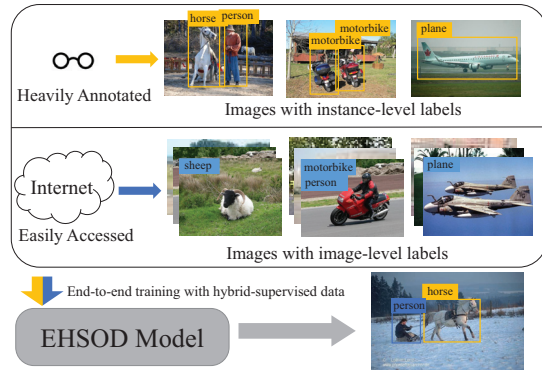 horse person
motorbike
motorbike
plane
Heavily Annotated
Images with instance-level labels
Internet
sheep
motorbike
person
plane
Easily Accessed
Images with image-level labels
End-to-end training with hybrid-supervised data
EHSOD Model
person
horse